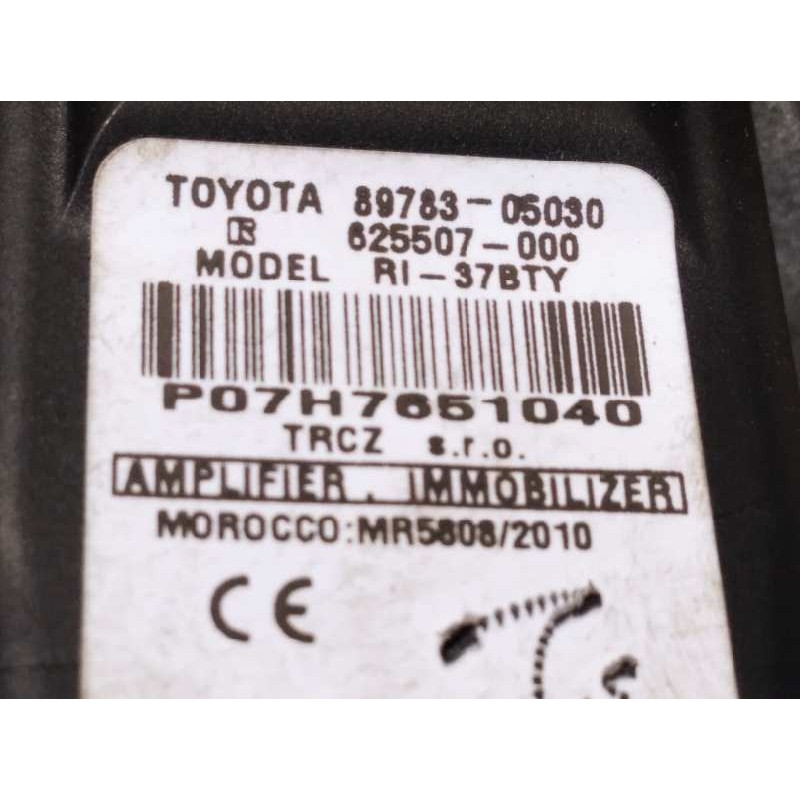 TOYOTA 89783-05030
R 625507-000
MODEL RI-37BTY
P07H7651040
TRCZ s.r.o.
AMPLIFIER, IMMOBILIZER
MOROCCO:MR5808/2010
CE